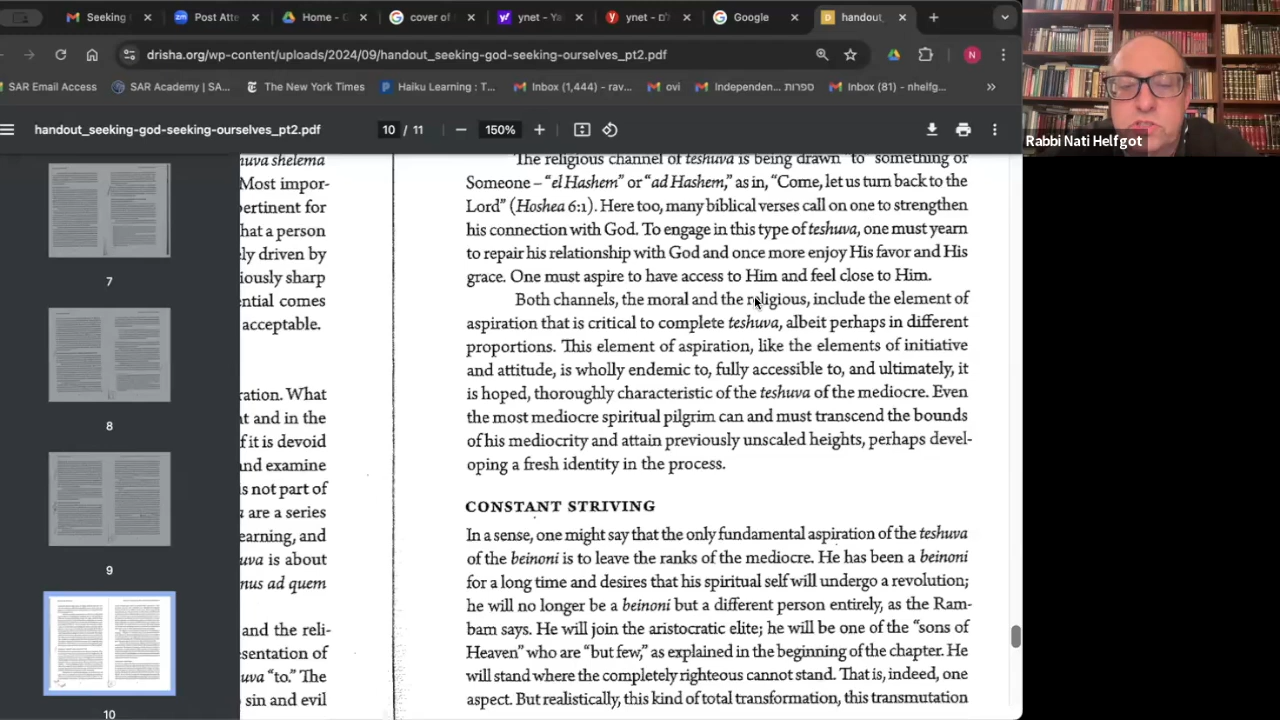 Seeking
Post Atte
Home -
cover of
ynet - Ya
ynet - ם
Google
handout_
drisha.org/wp-content/uploads/2024/09/handout_seeking-god-seeking-ourselves_pt2.pdf
N
SAR Email Access
SAR Academy | SA...
The New York Times
Haiku Learning : T...
Inbox (1,444) - rav...
ovi
Independen... ספרות
Inbox (81) - nhelfg...
handout_seeking-god-seeking-ourselves_pt2.pdf
10 / 11
150%
Rabbi Nati Helfgot
7
8
9
10
huva shelema
Most impor-
ertinent for
hat a person
ly driven by
iously sharp
ential comes
acceptable.
ration. What
t and in the
f it is devoid
nd examine
s not part of
a are a series
earning, and
uva is about
nus ad quem
and the reli-
sentation of
uva “to.” The
sin and evil
The religious channel of teshuva is being drawn “to” something or
Someone – “el Hashem” or “ad Hashem,” as in, “Come, let us turn back to the
Lord” (Hoshea 6:1). Here too, many biblical verses call on one to strengthen
his connection with God. To engage in this type of teshuva, one must yearn
to repair his relationship with God and once more enjoy His favor and His
grace. One must aspire to have access to Him and feel close to Him.
Both channels, the moral and the religious, include the element of
aspiration that is critical to complete teshuva, albeit perhaps in different
proportions. This element of aspiration, like the elements of initiative
and attitude, is wholly endemic to, fully accessible to, and ultimately, it
is hoped, thoroughly characteristic of the teshuva of the mediocre. Even
the most mediocre spiritual pilgrim can and must transcend the bounds
of his mediocrity and attain previously unscaled heights, perhaps devel-
oping a fresh identity in the process.
CONSTANT STRIVING
In a sense, one might say that the only fundamental aspiration of the teshuva
of the beinoni is to leave the ranks of the mediocre. He has been a beinoni
for a long time and desires that his spiritual self will undergo a revolution;
he will no longer be a beinoni but a different person entirely, as the Ram-
bam says. He will join the aristocratic elite; he will be one of the “sons of
Heaven” who are “but few,” as explained in the beginning of the chapter. He
will stand where the completely righteous cannot stand. That is, indeed, one
aspect. But realistically, this kind of total transformation, this transmutation